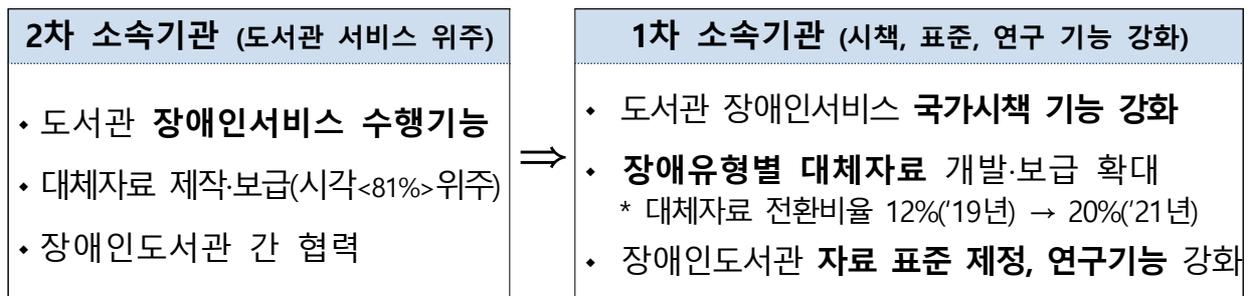 2차 소속기관 (도서관 서비스 위주)
• 도서관 장애인서비스 수행기능
• 대체자료 제작·보급(시각<81%>위주)
• 장애인도서관 간 협력
⇒
1차 소속기관 (시책, 표준, 연구 기능 강화)
• 도서관 장애인서비스 국가시책 기능 강화
• 장애유형별 대체자료 개발·보급 확대
* 대체자료 전환비율 12%('19년) → 20%('21년)
• 장애인도서관 자료 표준 제정, 연구기능 강화